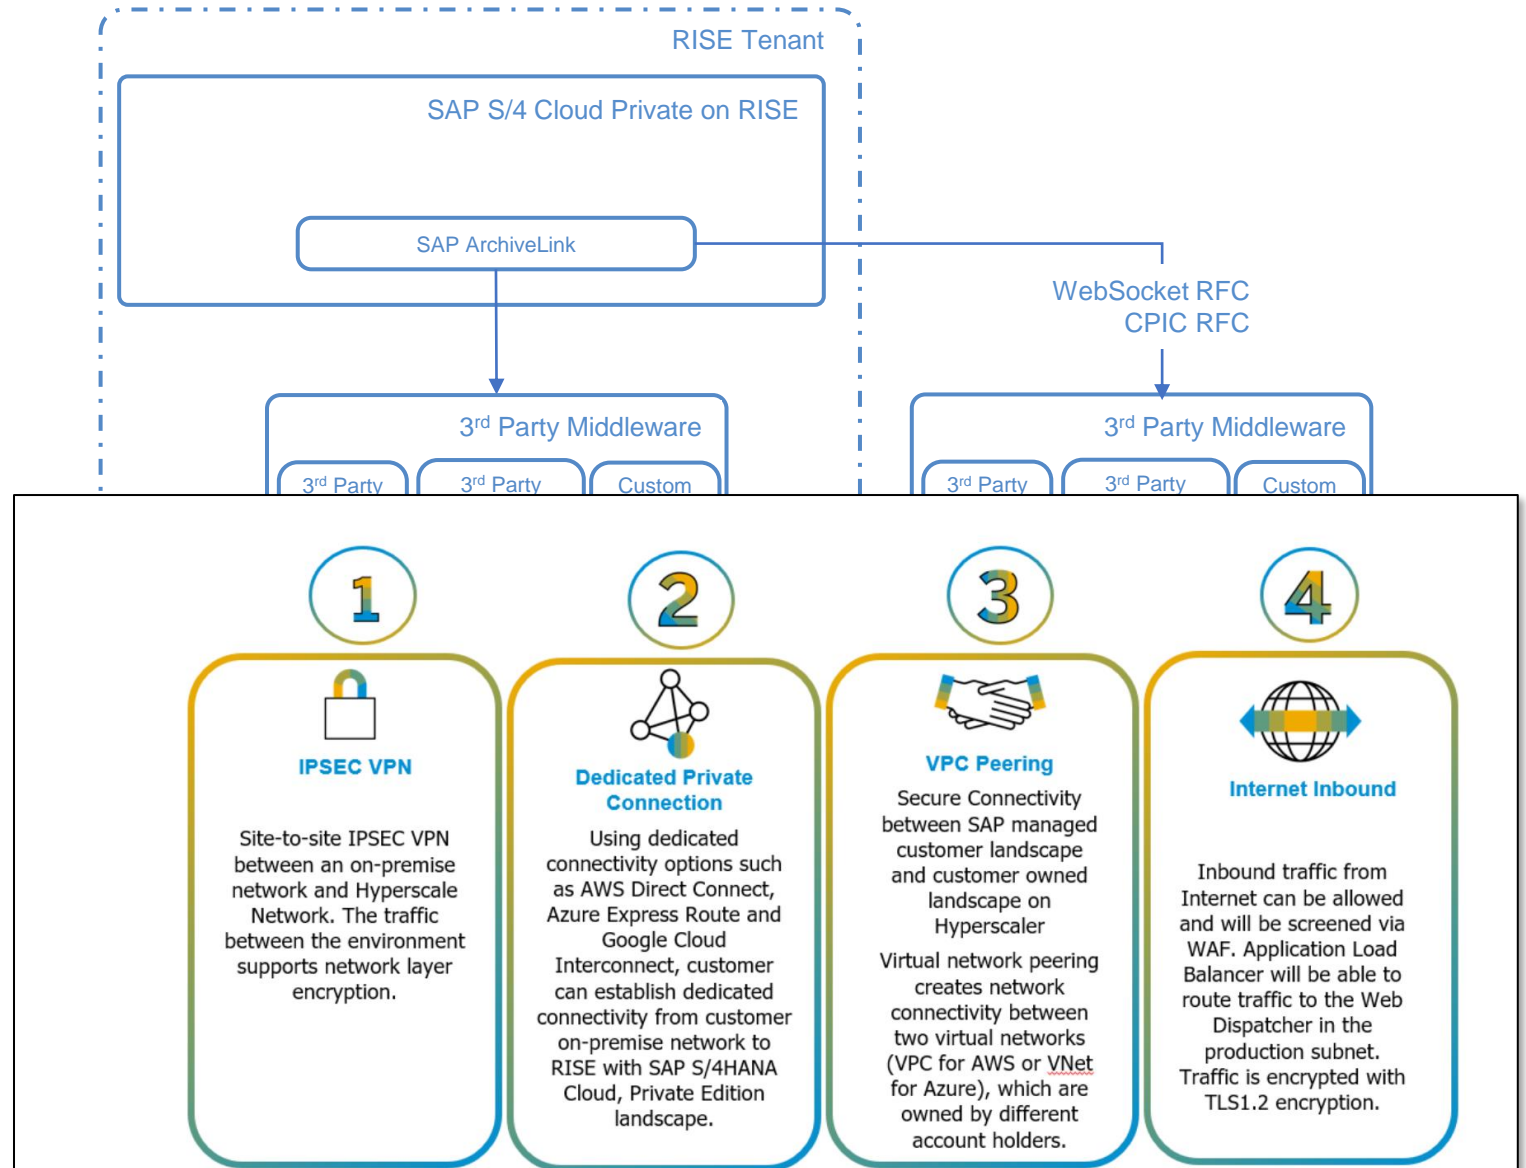 RISE Tenant
SAP S/4 Cloud Private on RISE
SAP ArchiveLink
WebSocket RFC
CPIC RFC
3rd Party Middleware
3rd Party
3rd Party
Custom
3rd Party Middleware
3rd Party
3rd Party
Custom
1
IPSEC VPN
Site-to-site IPSEC VPN
between an on-premise
network and Hyperscale
Network. The traffic
between the environment
supports network layer
encryption.
2
Dedicated Private
Connection
Using dedicated
connectivity options such
as AWS Direct Connect,
Azure Express Route and
Google Cloud
Interconnect, customer
can establish dedicated
connectivity from customer
on-premise network to
RISE with SAP S/4HANA
Cloud, Private Edition
landscape.
3
VPC Peering
Secure Connectivity
between SAP managed
customer landscape
and customer owned
landscape on
Hyperscaler
Virtual network peering
creates network
connectivity between
two virtual networks
(VPC for AWS or VNet
for Azure), which are
owned by different
account holders.
4
Internet Inbound
Inbound traffic from
Internet can be allowed
and will be screened via
WAF. Application Load
Balancer will be able to
route traffic to the Web
Dispatcher in the
production subnet.
Traffic is encrypted with
TLS1.2 encryption.